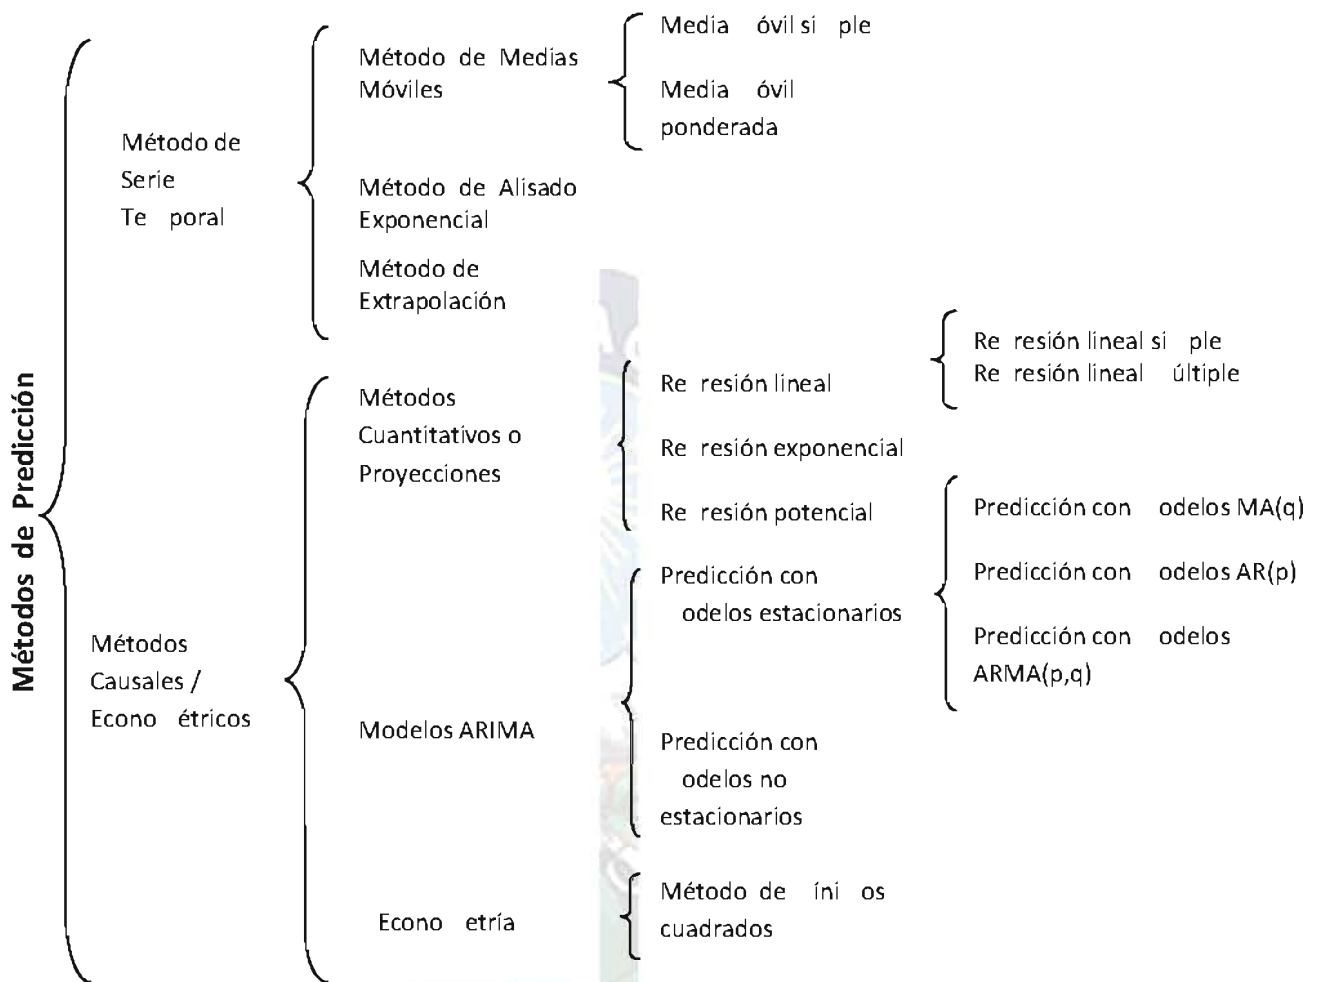 Métodos de Predicción
Método de
Serie
Te poral
Método de Medias
Móviles
Media óvil si ple
Media óvil
ponderada
Método de Alisado
Exponencial
Método de
Extrapolación
Métodos
Causales /
Econo étricos
Métodos
Cuantitativos o
Proyecciones
Re resión lineal
Re resión lineal si ple
Re resión lineal últiple
Re resión exponencial
Re resión potencial
Modelos ARIMA
Predicción con
odelos estacionarios
Predicción con odelos MA(q)
Predicción con odelos AR(p)
Predicción con odelos
ARMA(p,q)
Predicción con
odelos no
estacionarios
Econo etría
Método de íni os
cuadrados